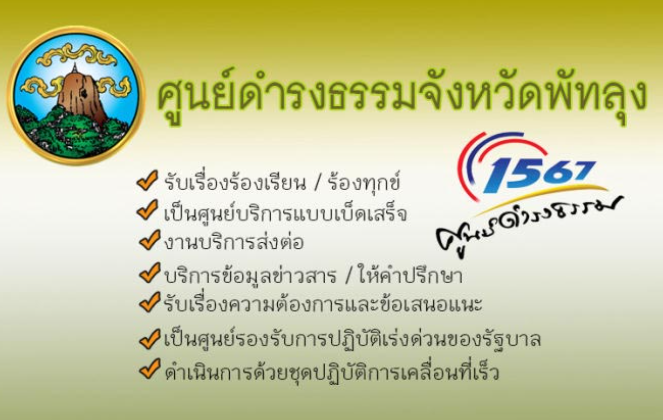 ศูนย์ดำรงธรรมจังหวัดพัทลุง
1567
ศูนย์ดำรงธรรม
รับเรื่องร้องเรียน / ร้องทุกข์
เป็นศูนย์บริการแบบเบ็ดเสร็จ
งานบริการส่งต่อ
บริการข้อมูลข่าวสาร / ให้คำปรึกษา
รับเรื่องความต้องการและข้อเสนอแนะ
เป็นศูนย์รองรับการปฏิบัติเร่งด่วนของรัฐบาล
ดำเนินการด้วยชุดปฏิบัติการเคลื่อนที่เร็ว